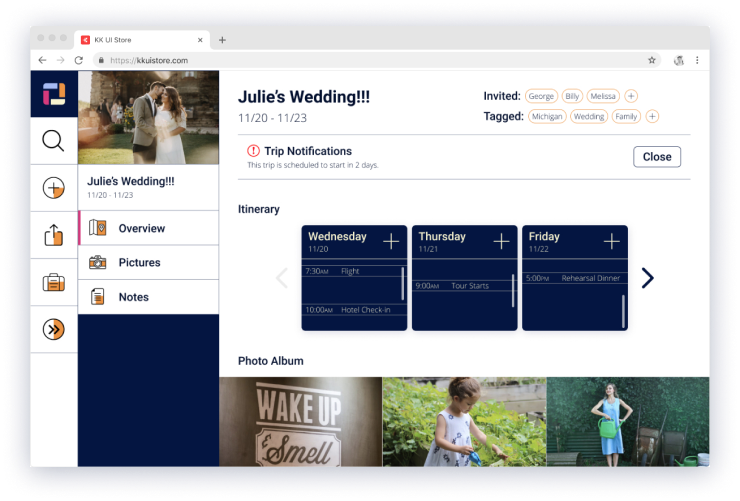 KK UI Store
https://kkuistore.com
Julie's Wedding!!!
11/20 - 11/23
Overview
Pictures
Notes
Julie's Wedding!!!
11/20 - 11/23
Invited: George Billy Melissa +
Tagged: Michigan Wedding Family +
Trip Notifications
This trip is scheduled to start in 2 days.
Close
Itinerary
Wednesday
11/20
7:30AM Flight
10:00AM Hotel Check-in
Thursday
11/21
9:00AM Tour Starts
Friday
11/22
5:00PM Rehearsal Dinner
Photo Album
WAKE UP
& Smell